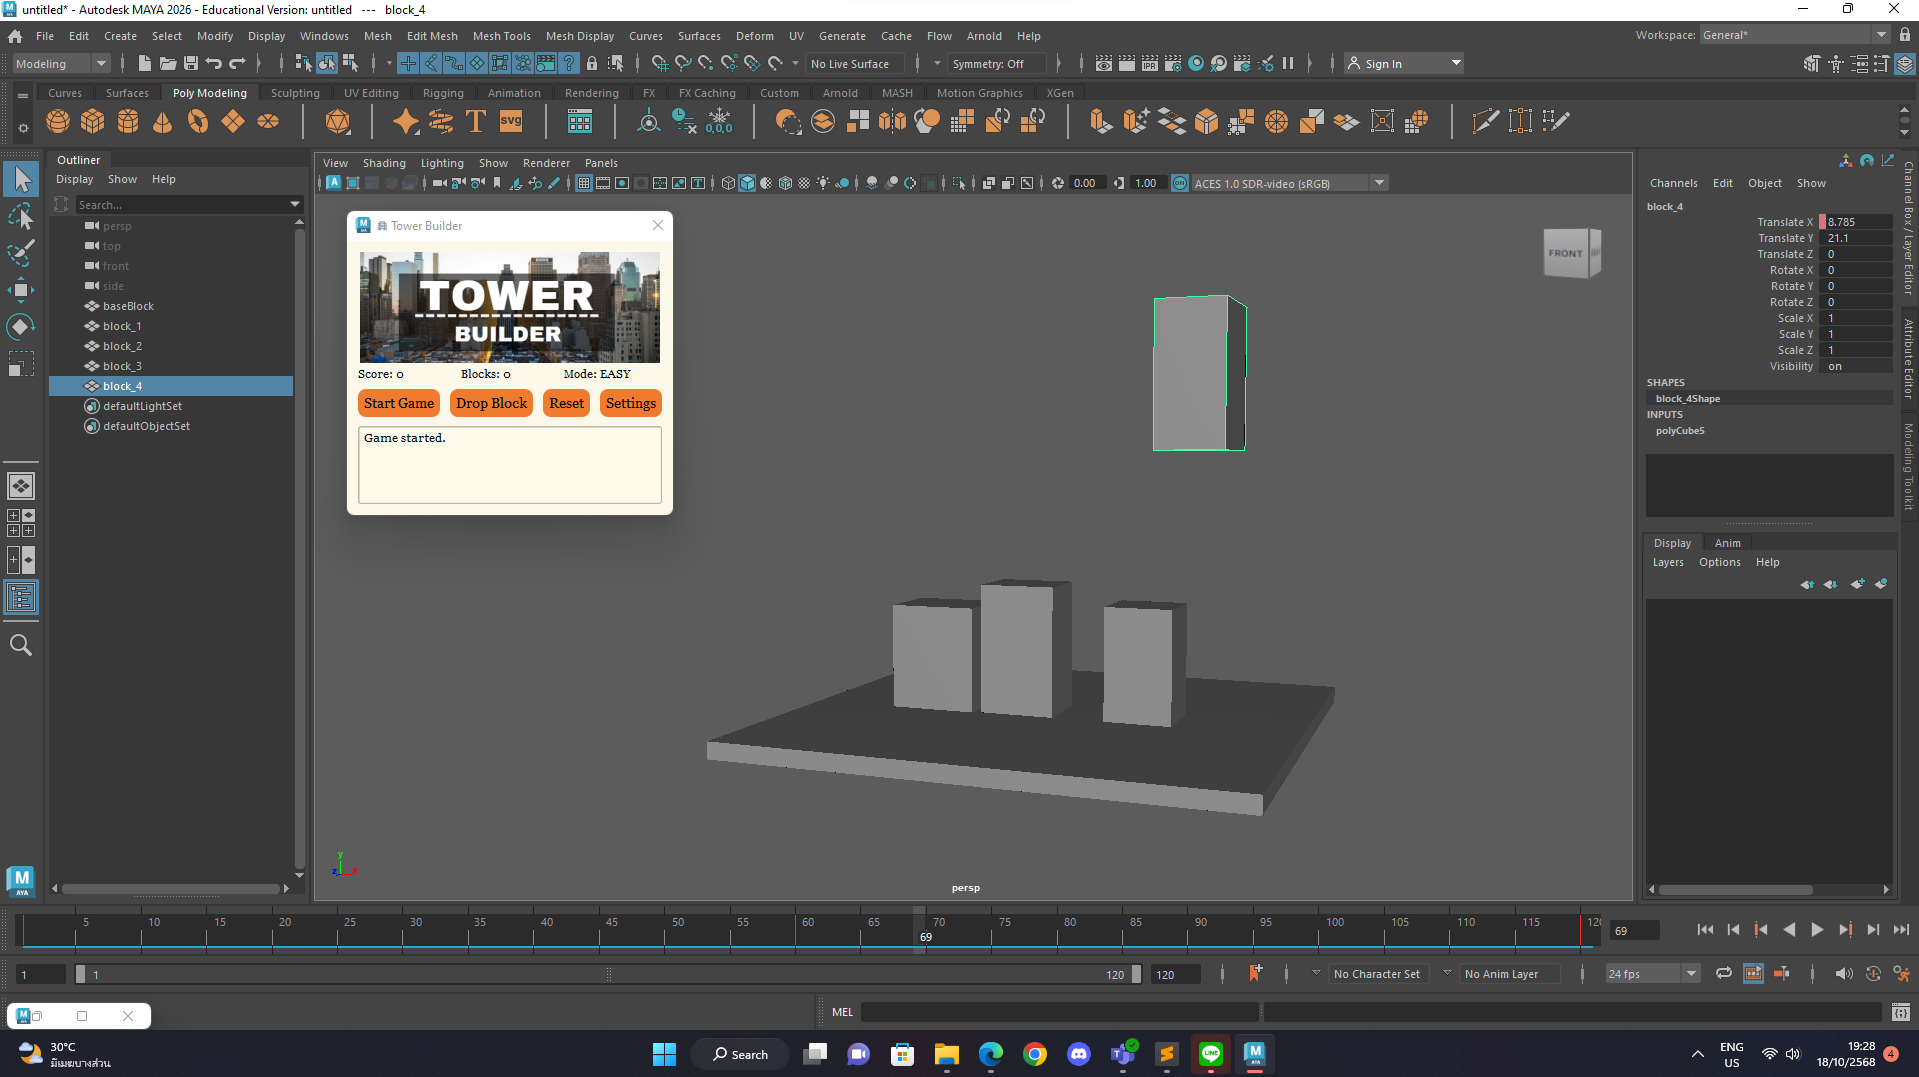 untitled* - Autodesk MAYA 2026 - Educational Version: untitled --- block_4
File Edit Create Select Modify Display Windows Mesh Edit Mesh Mesh Tools Mesh Display Curves Surfaces Deform UV Generate Cache Flow Arnold Help
Workspace: General*
Modeling
No Live Surface
Symmetry: Off
IPR
Sign In
Curves Surfaces Poly Modeling Sculpting UV Editing Rigging Animation Rendering FX FX Caching Custom Arnold MASH Motion Graphics XGen
T
SVG
0,0,0
Outliner
Display Show Help
Search...
persp
top
front
side
baseBlock
block_1
block_2
block_3
block_4
defaultLightSet
defaultObjectSet
View Shading Lighting Show Renderer Panels
0.00
1.00
ACES 1.0 SDR-video (sRGB)
Tower Builder
TOWER
BUILDER
Score: 0 Blocks: 0 Mode: EASY
Start Game
Drop Block
Reset
Settings
Game started.
FRONT
persp
y
z
x
Channels Edit Object Show
block_4
Translate X 8.785
Translate Y 21.1
Translate Z 0
Rotate X 0
Rotate Y 0
Rotate Z 0
Scale X 1
Scale Y 1
Scale Z 1
Visibility on
SHAPES
block_4Shape
INPUTS
polyCube5
Display Anim
Layers Options Help
Channel Box / Layer Editor
Attribute Editor
Modeling Toolkit
M
AYA
5 10 15 20 25 30 35 40 45 50 55 60 65 70 75 80 85 90 95 100 105 110 115 120
69
69
1
1
120
120
No Character Set
No Anim Layer
24 fps
MEL
30°C
มีเมฆบางส่วน
Search
ENG
US
19:28
18/10/2568
4